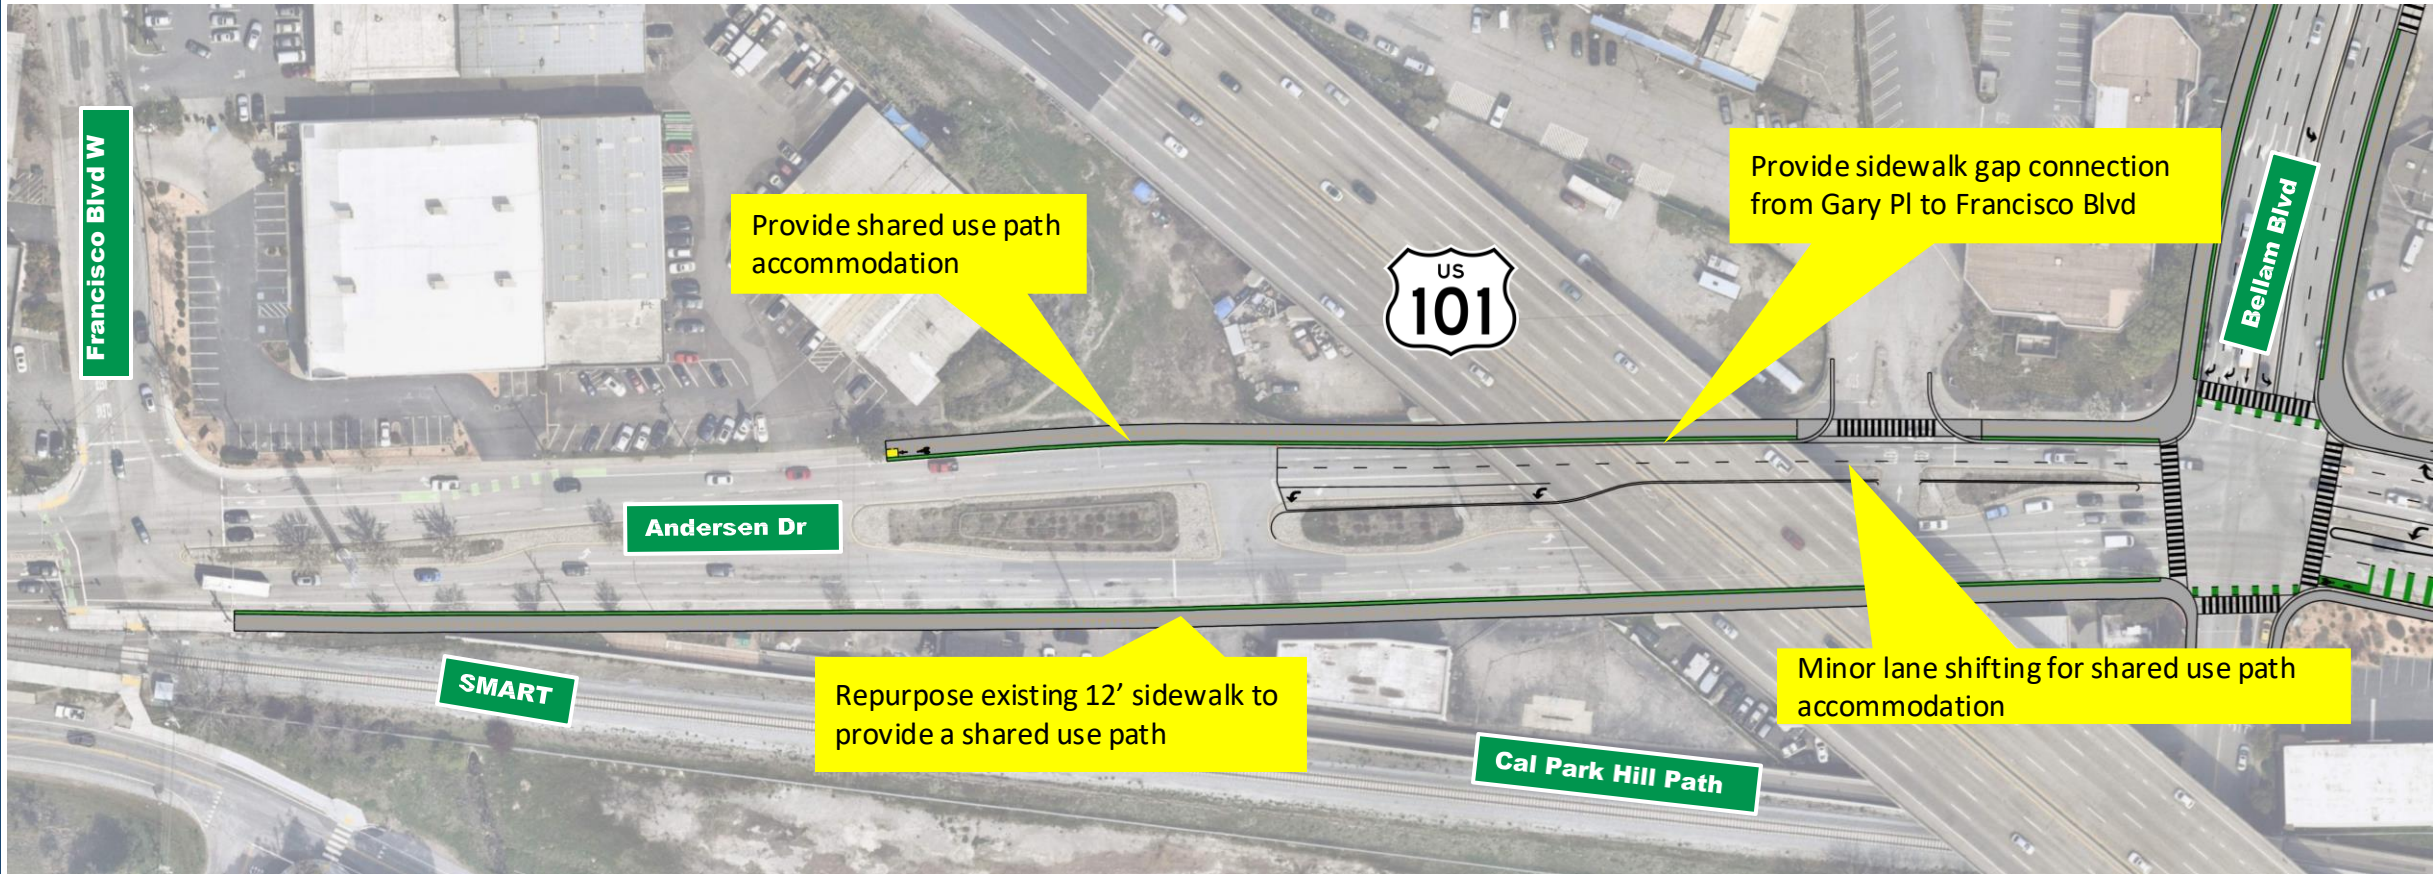 Francisco Blvd W
Provide shared use path
accommodation
Provide sidewalk gap connection
from Gary Pl to Francisco Blvd
US
101
Bellam Blvd
Andersen Dr
SMART
Repurpose existing 12’ sidewalk to
provide a shared use path
Minor lane shifting for shared use path
accommodation
Cal Park Hill Path